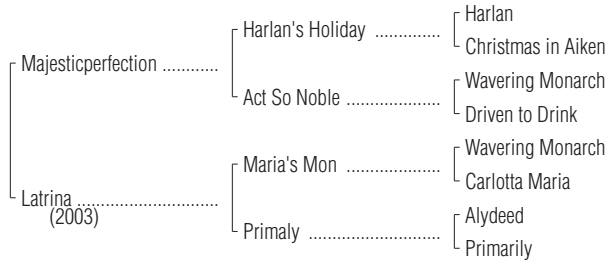 Harlan
Harlan's Holiday ..............
Christmas in Aiken
Majesticperfection ............
Wavering Monarch
Act So Noble ....................
Driven to Drink
Wavering Monarch
Maria's Mon ....................
Carlotta Maria
Latrina ..............................
(2003)
Alydeed
Primaly ............................
Primarily